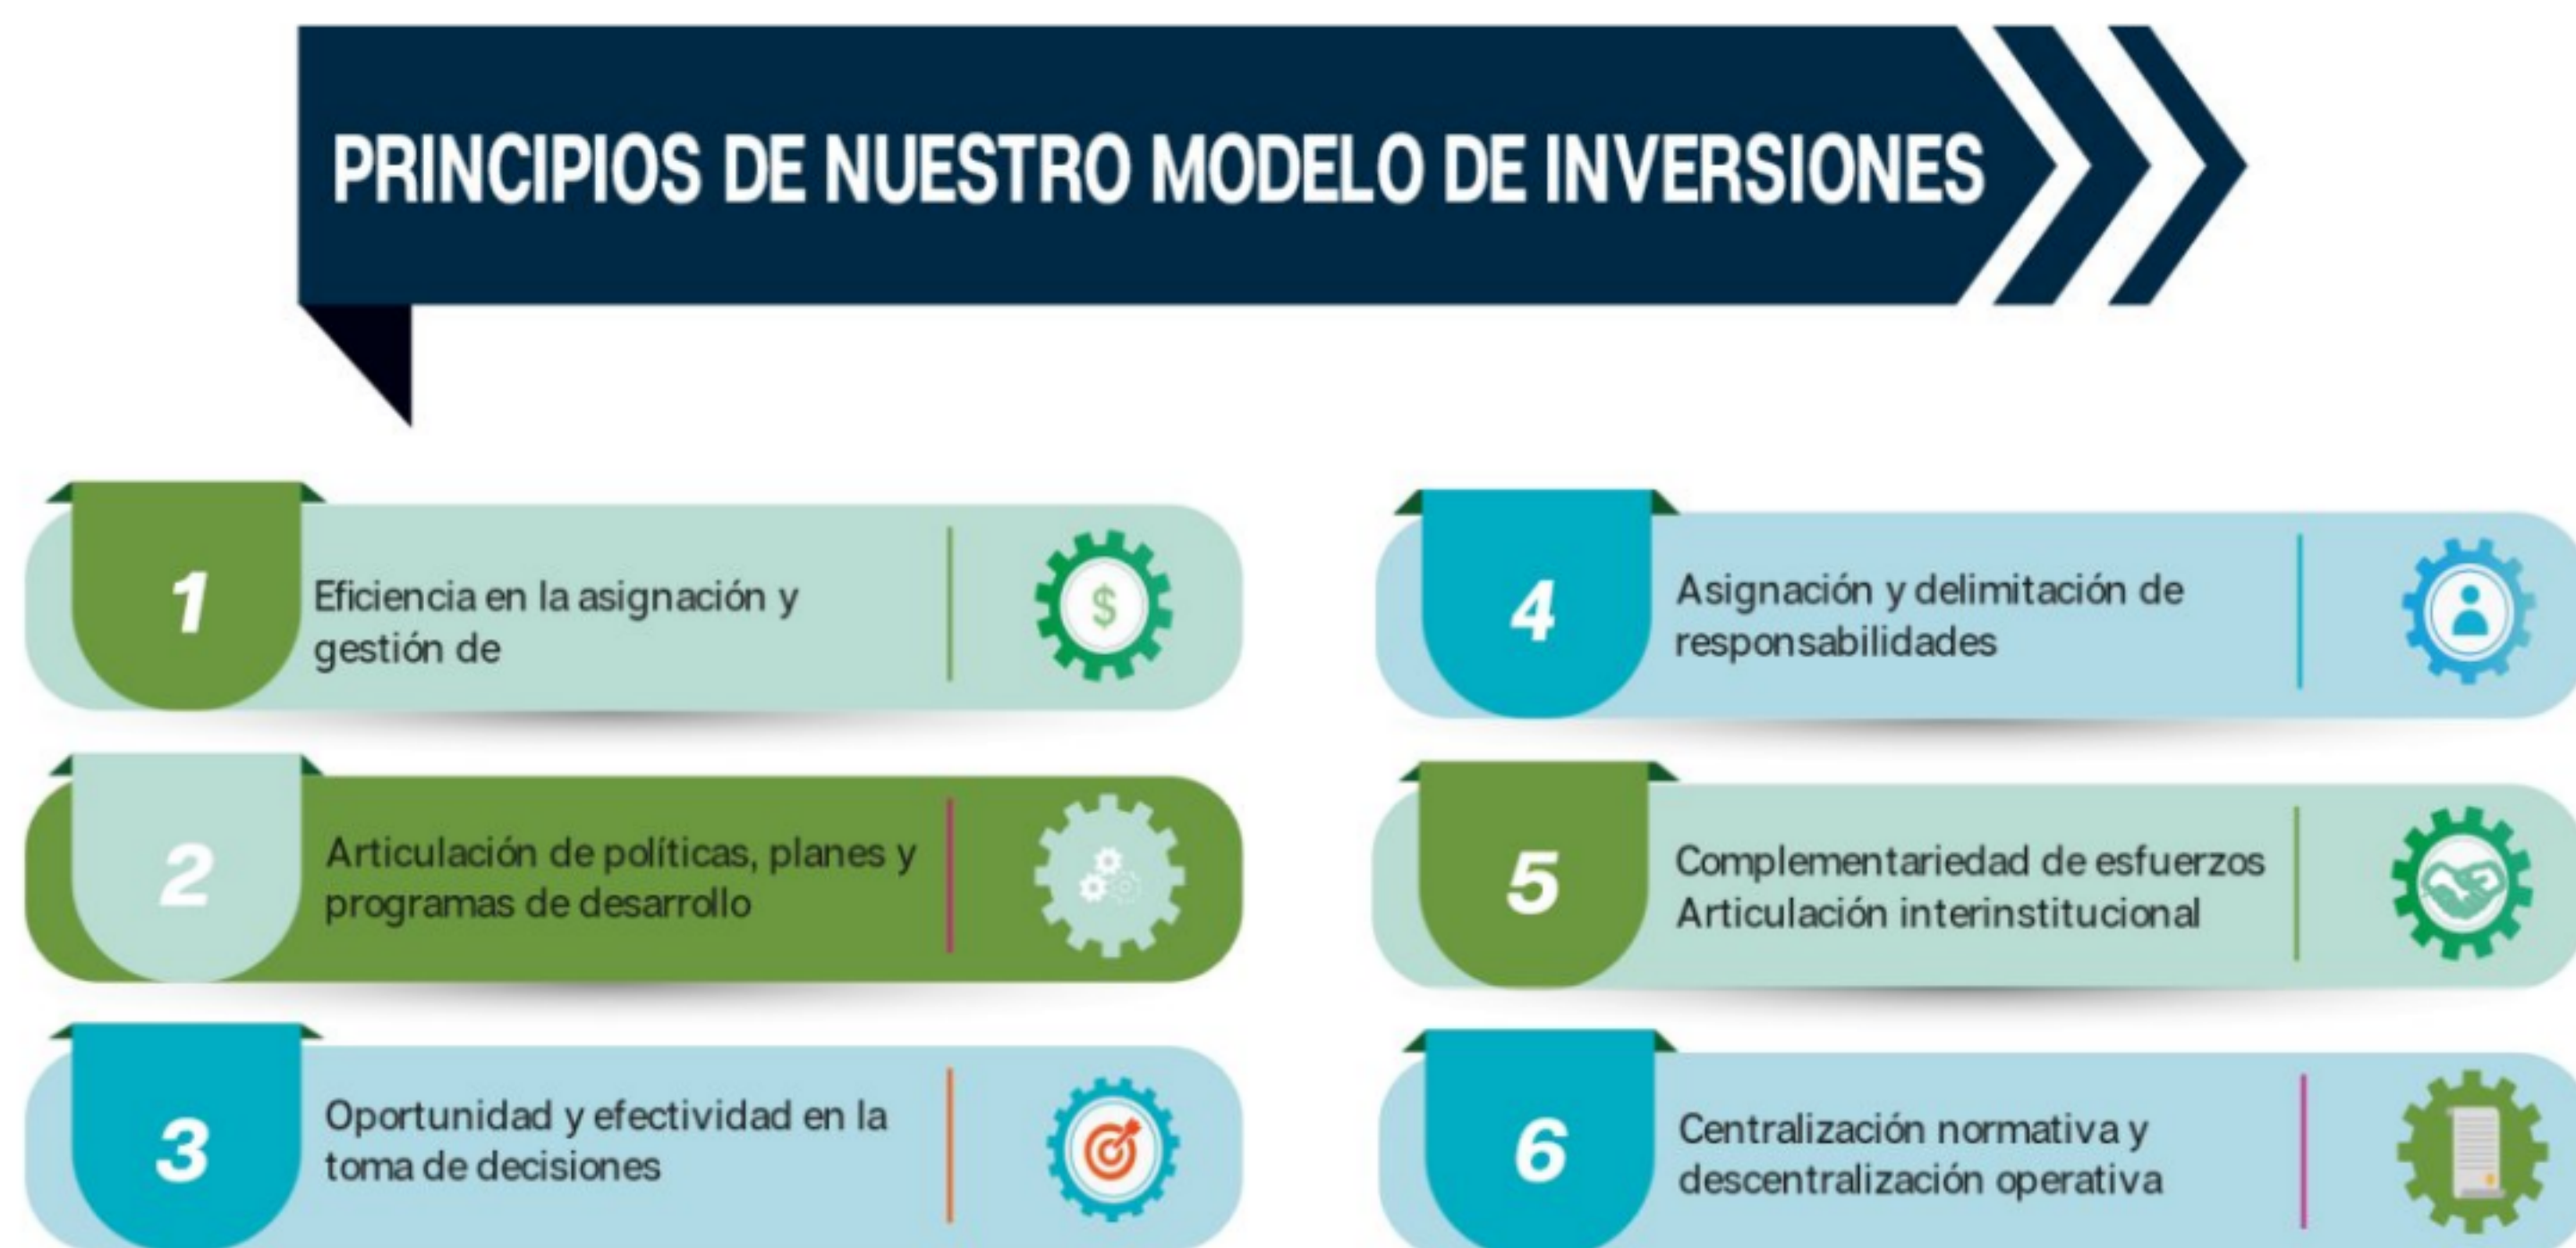 PRINCIPIOS DE NUESTRO MODELO DE INVERSIONES
1
Eficiencia en la asignación y
gestión de
$
2
Articulación de políticas, planes y
programas de desarrollo
3
Oportunidad y efectividad en la
toma de decisiones
4
Asignación y delimitación de
responsabilidades
5
Complementariedad de esfuerzos
Articulación interinstitucional
6
Centralización normativa y
descentralización operativa